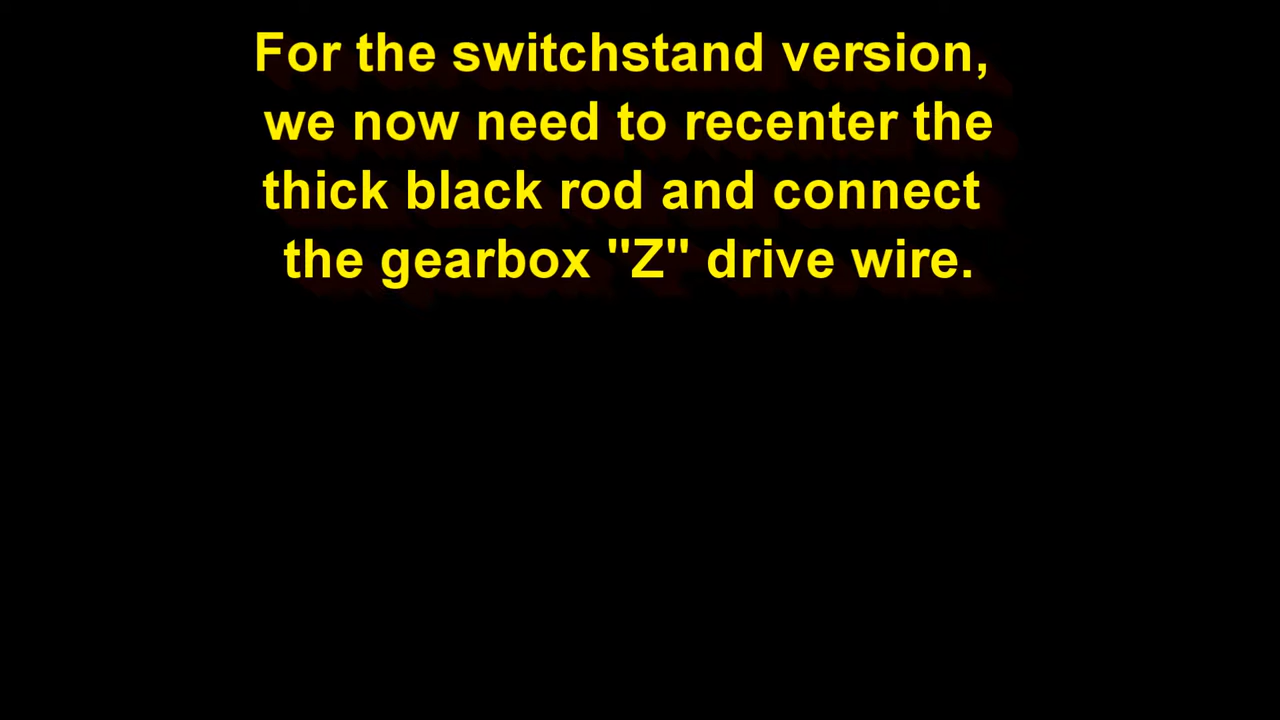 For the switchstand version,
we now need to recenter the
thick black rod and connect
the gearbox "Z" drive wire.